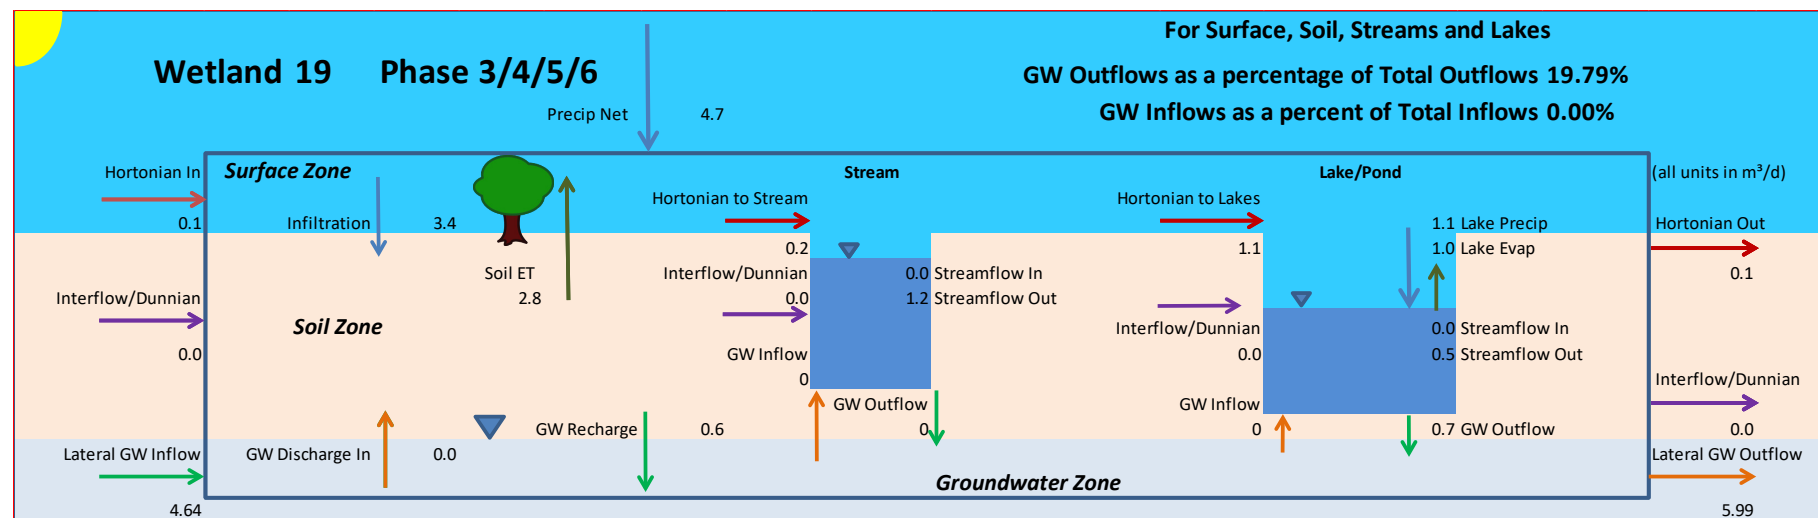 For Surface, Soil, Streams and Lakes
Wetland 19 Phase 3/4/5/6
GW Outflows as a percentage of Total Outflows 19.79%
GW Inflows as a percent of Total Inflows 0.00%
Precip Net 4.7
Hortonian In
Surface Zone
Stream
Lake/Pond
(all units in m³/d)
Hortonian to Stream
Hortonian to Lakes
0.1
Infiltration 3.4
1.1 Lake Precip
Hortonian Out
0.2
1.1
1.0 Lake Evap
Soil ET
Interflow/Dunnian
0.0 Streamflow In
0.1
Interflow/Dunnian
2.8
0.0
1.2 Streamflow Out
Soil Zone
Interflow/Dunnian
0.0 Streamflow In
0.0
GW Inflow
0.0
0.5 Streamflow Out
0
Interflow/Dunnian
GW Outflow
GW Inflow
GW Recharge 0.6
0
0
0.7 GW Outflow
0.0
Lateral GW Inflow
GW Discharge In 0.0
Lateral GW Outflow
Groundwater Zone
4.64
5.99